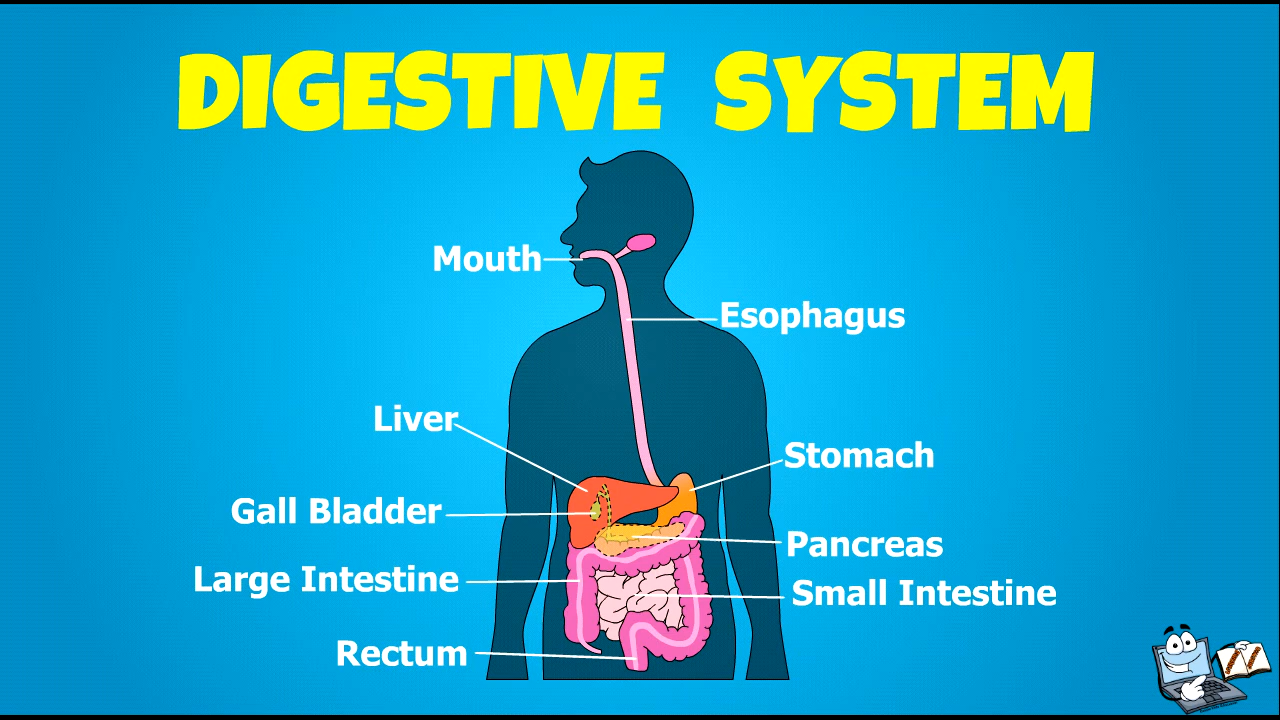 DIGESTIVE SYSTEM
Mouth
Esophagus
Liver
Stomach
Gall Bladder
Pancreas
Large Intestine
Small Intestine
Rectum